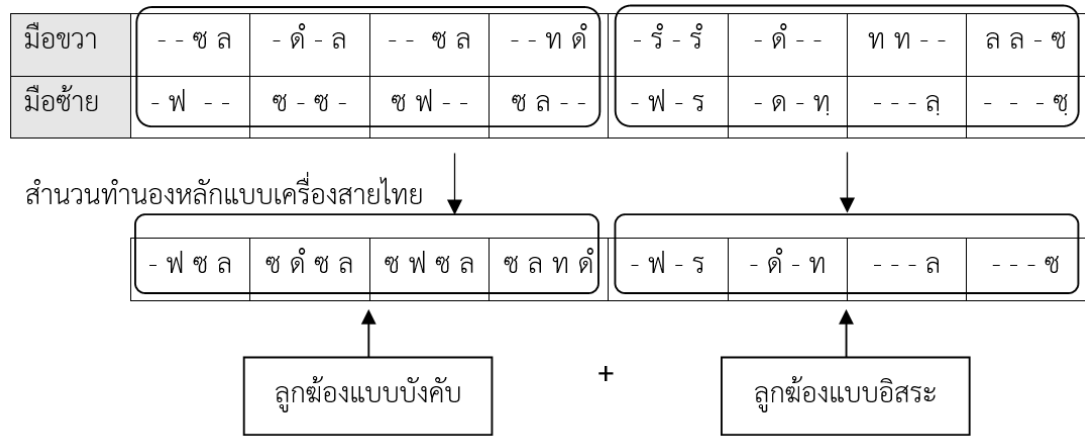 มือขวา - - ซ ล - ดํ - ล - - ซ ล - - ท ดํ - รํ - รํ - ดํ - - ท ท - - ล ล - ซ
มือซ้าย - ฟ - - ซ - ซ - ซ ฟ - - ซ ล - - - ฟ - ร - ด - ทฺ - - - ลฺ - - - ซฺ
สำนวนทำนองหลักแบบเครื่องสายไทย
- ฟ ซ ล ซ ดํ ซ ล ซ ฟ ซ ล ซ ล ท ดํ - ฟ - ร - ดํ - ท - - - ล - - - ซ
ลูกฆ้องแบบบังคับ + ลูกฆ้องแบบอิสระ